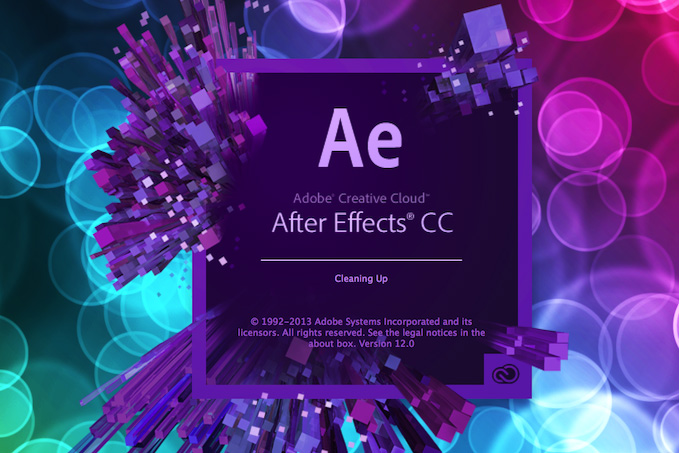 Ae
Adobe® Creative Cloud™
After Effects® CC
Cleaning Up
© 1992-2013 Adobe Systems Incorporated and its
licensors. All rights reserved. See the legal notices in the
about box. Version 12.0